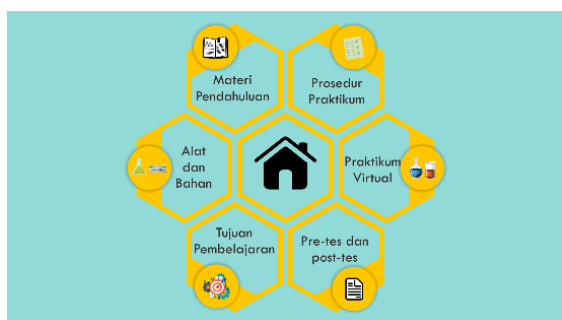 Materi
Pendahuluan
Prosedur
Praktikum
Alat
dan
Bahan
Praktikum
Virtual
Tujuan
Pembelajaran
Pre-tes dan
post-tes